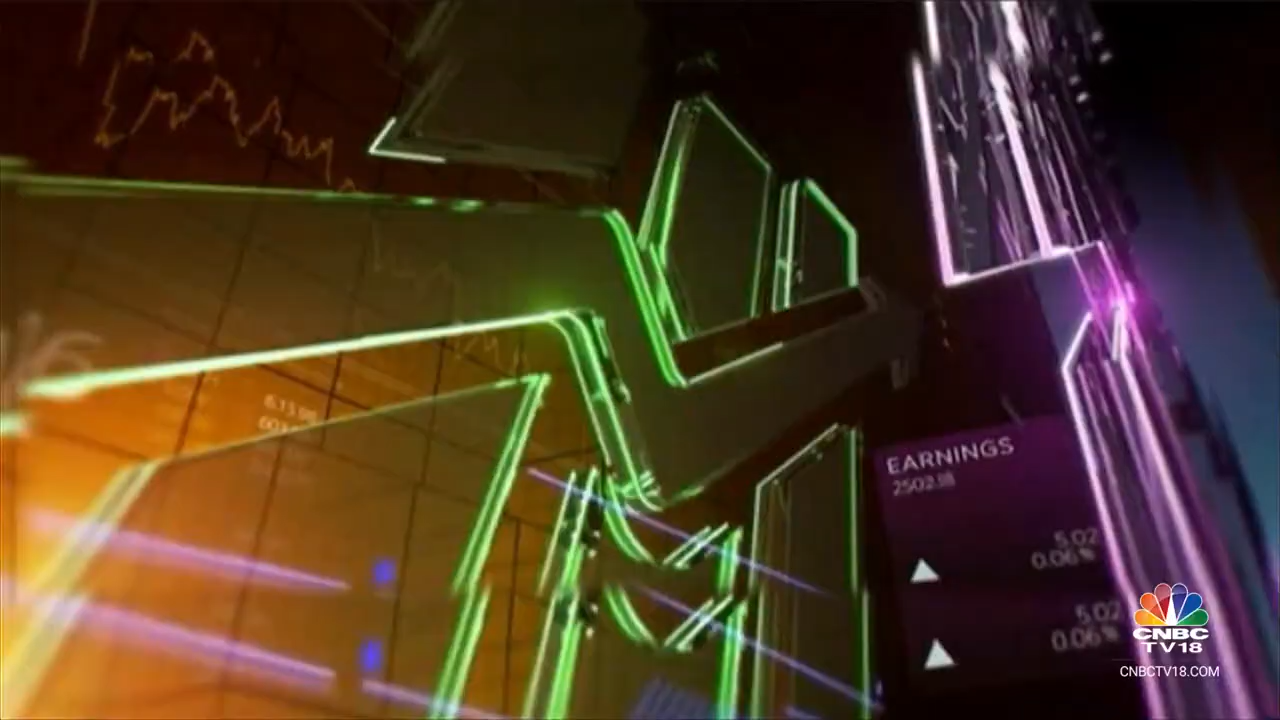 EARNINGS
2502.18
5.02
0.06%
5.02
0.06%
CNBC
TV18
CNBCTV18.COM